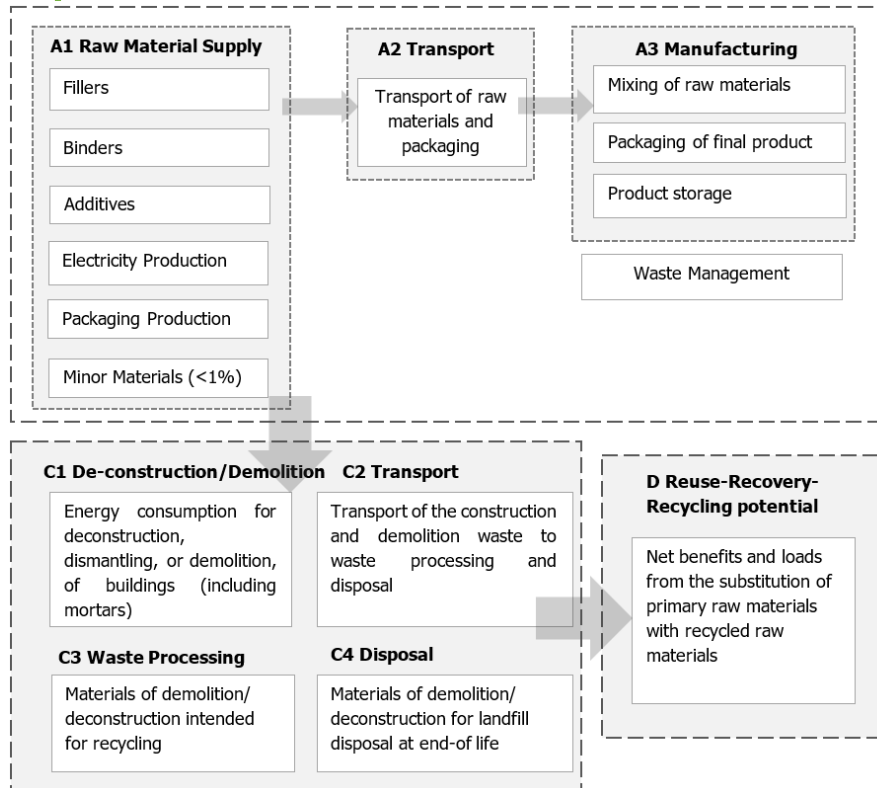 A1 Raw Material Supply
Fillers
Binders
Additives
Electricity Production
Packaging Production
Minor Materials (<1%)
A2 Transport
Transport of raw
materials and
packaging
A3 Manufacturing
Mixing of raw materials
Packaging of final product
Product storage
Waste Management
C1 De-construction/Demolition
Energy consumption for
deconstruction,
dismantling, or demolition,
of buildings (including
mortars)
C2 Transport
Transport of the construction
and demolition waste to
waste processing and
disposal
C3 Waste Processing
Materials of demolition/
deconstruction intended
for recycling
C4 Disposal
Materials of demolition/
deconstruction for landfill
disposal at end-of life
D Reuse-Recovery-
Recycling potential
Net benefits and loads
from the substitution of
primary raw materials
with recycled raw
materials